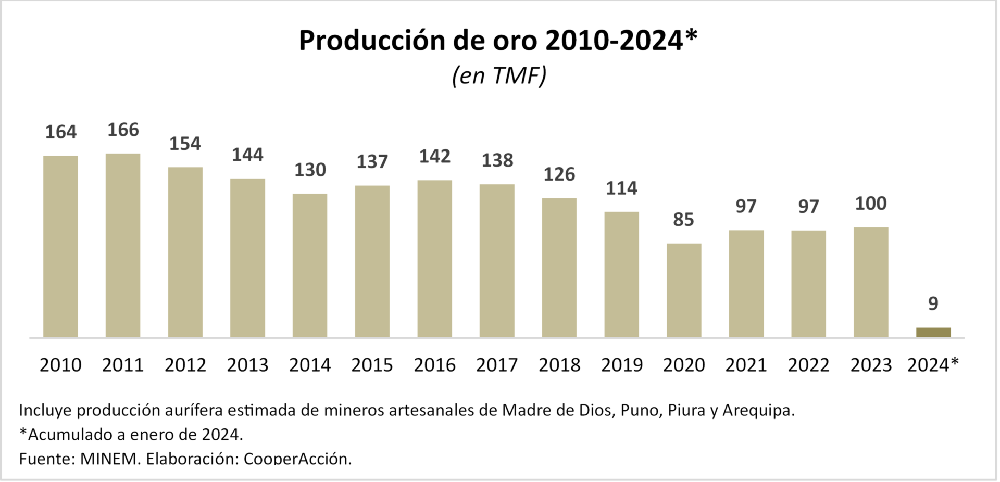 Producción de oro 2010-2024*
(en TMF)
164 166 154 144 130 137 142 138 126 114 85 97 97 100 9
2010 2011 2012 2013 2014 2015 2016 2017 2018 2019 2020 2021 2022 2023 2024*
Incluye producción aurífera estimada de mineros artesanales de Madre de Dios, Puno, Piura y Arequipa.
*Acumulado a enero de 2024.
Fuente: MINEM. Elaboración: CooperAcción.